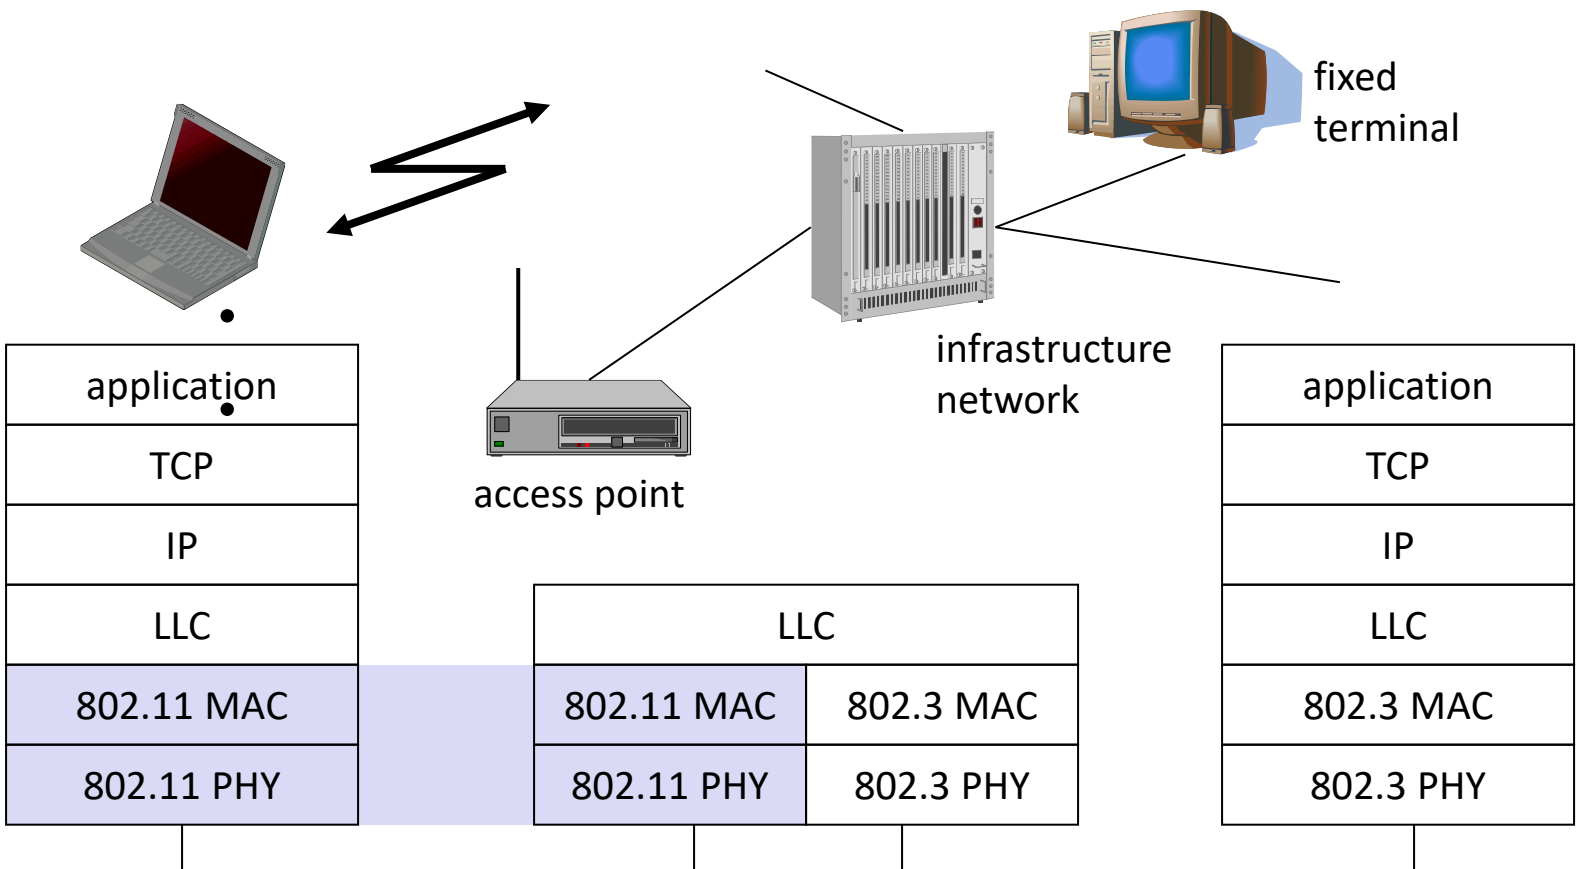 fixed
terminal
infrastructure
network
access point
application
TCP
IP
LLC
802.11 MAC
802.11 PHY
LLC
802.11 MAC 802.3 MAC
802.11 PHY 802.3 PHY
application
TCP
IP
LLC
802.3 MAC
802.3 PHY